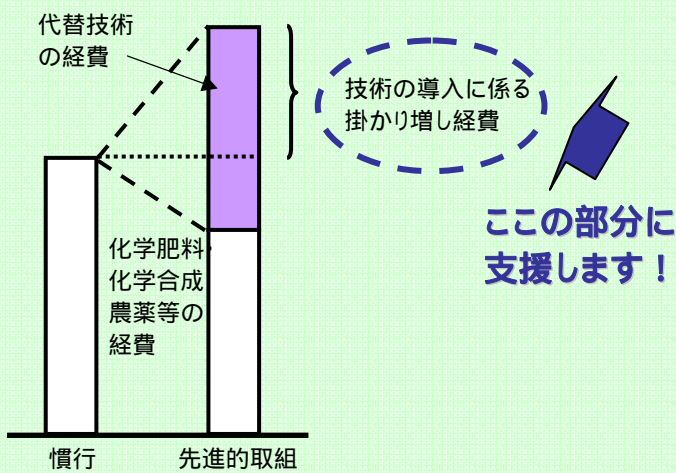 代替技術
の経費
技術の導入に係る
掛かり増し経費
ここの部分に
支援します！
化学肥料
化学合成
農薬等の
経費
慣行
先進的取組